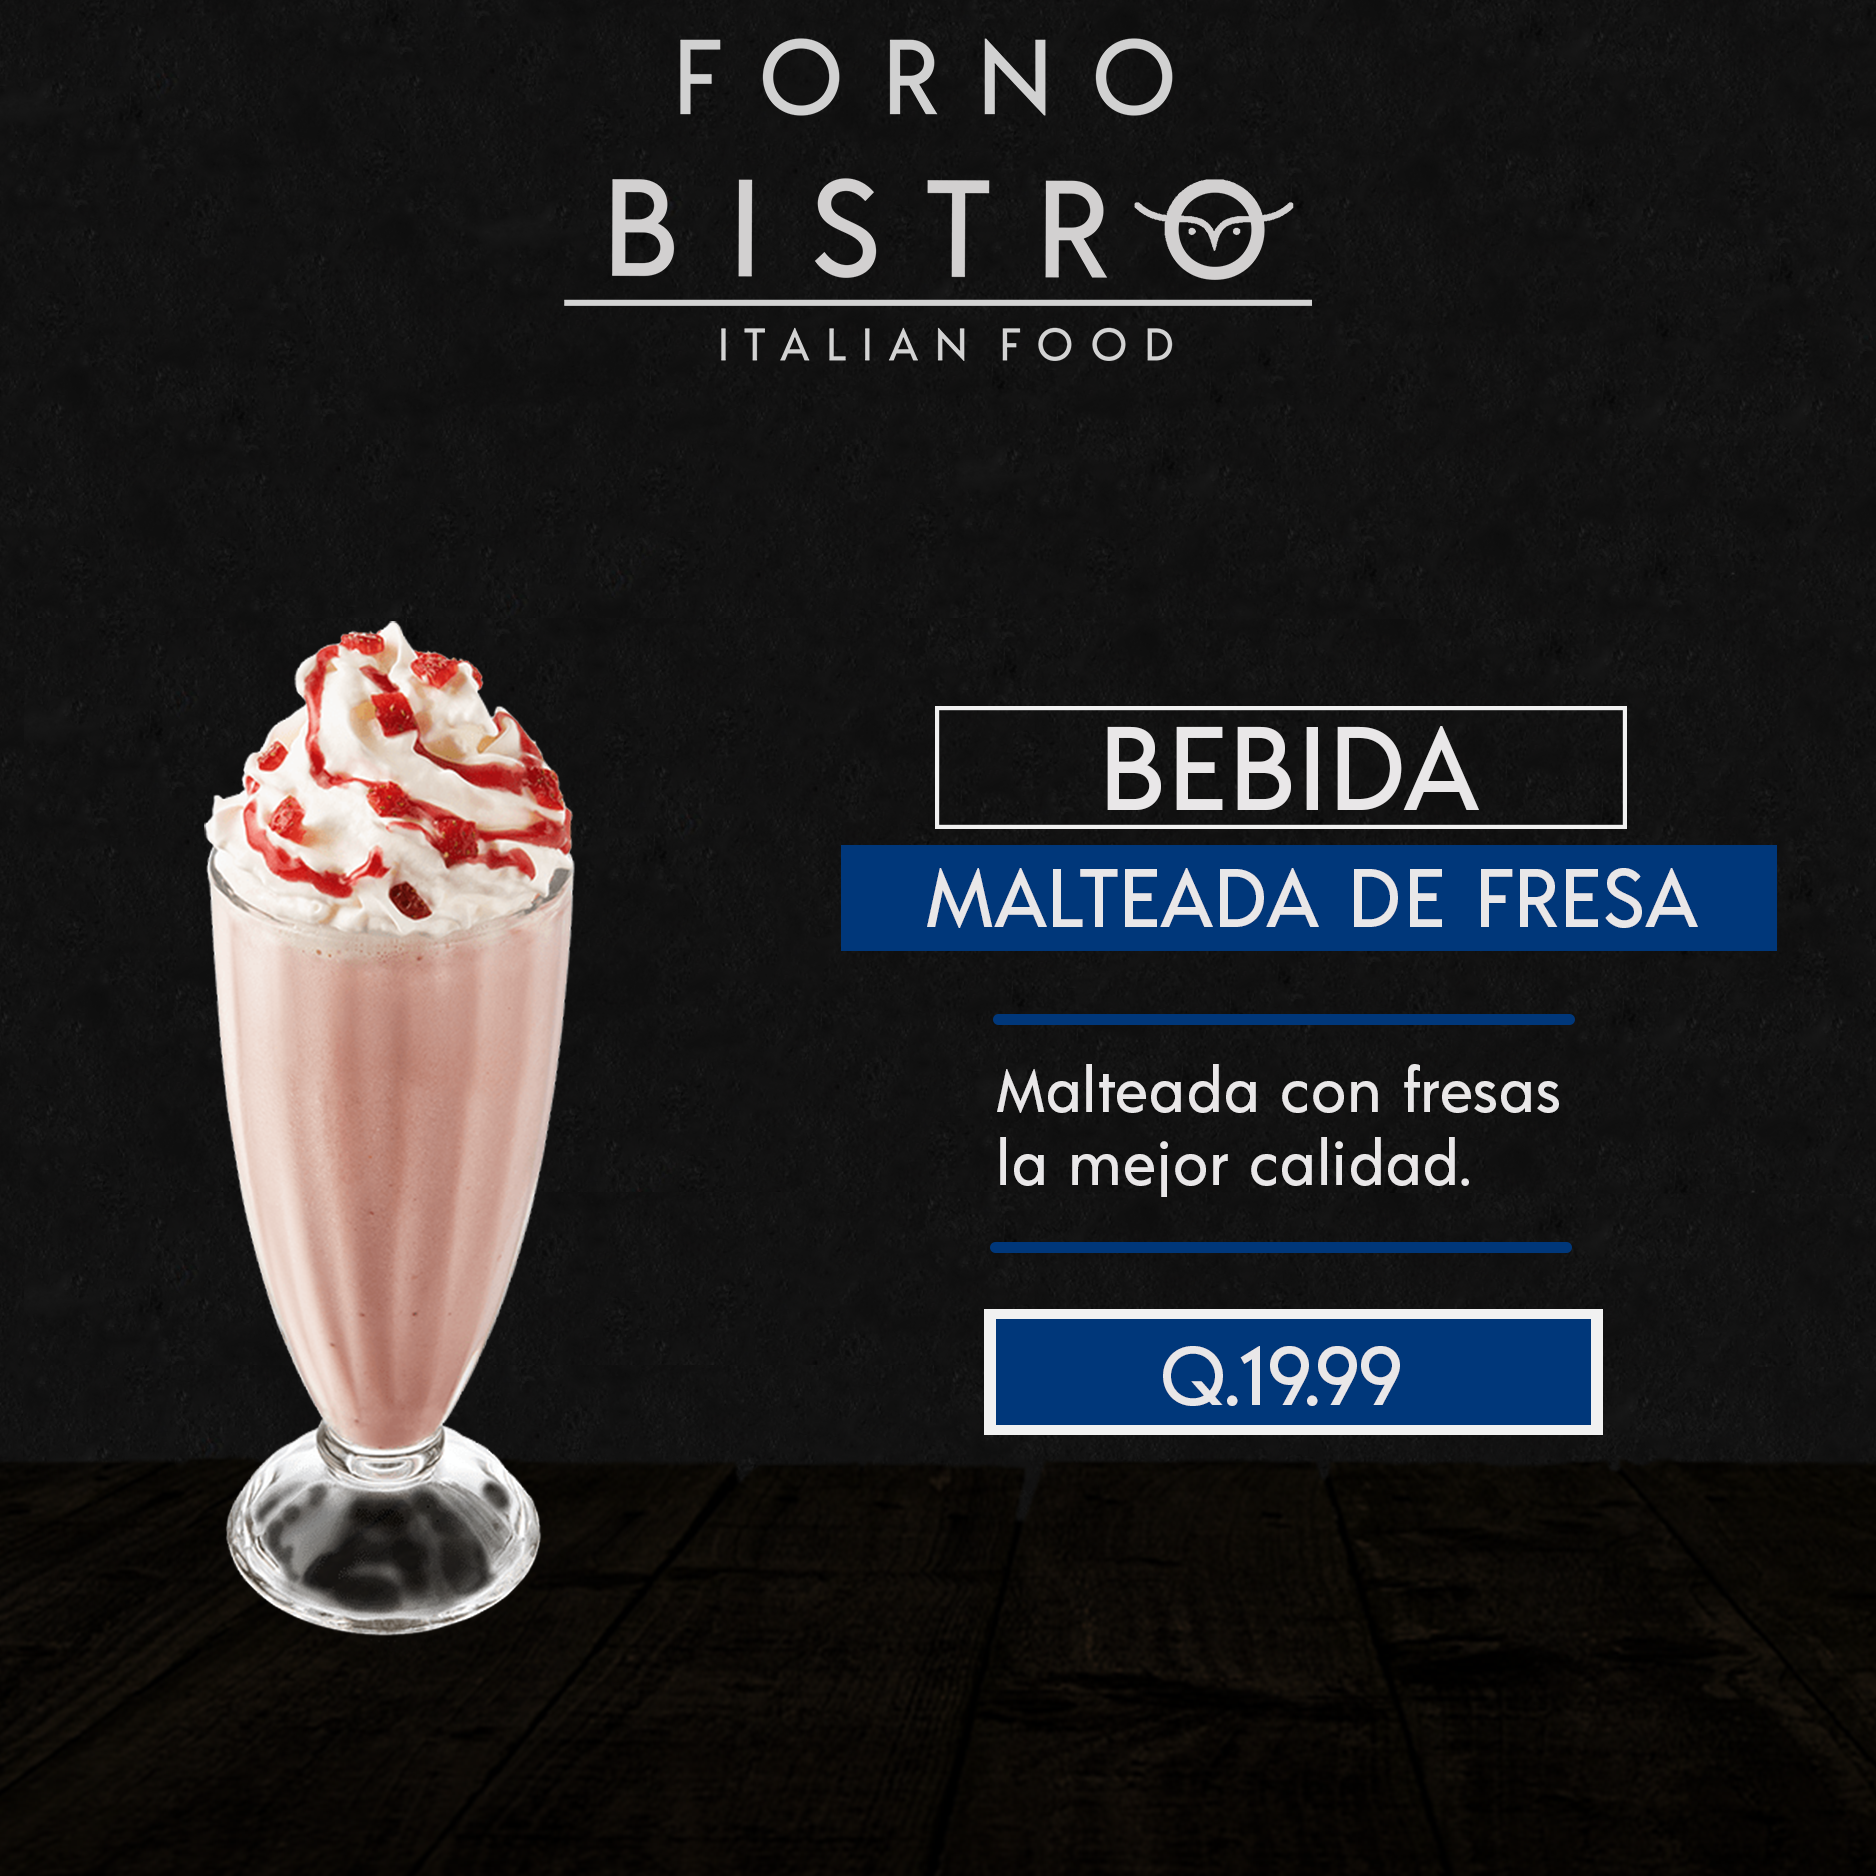 FORNO
BISTRO
ITALIAN FOOD
BEBIDA
MALTEADA DE FRESA
Malteada con fresas
la mejor calidad.
Q.19.99